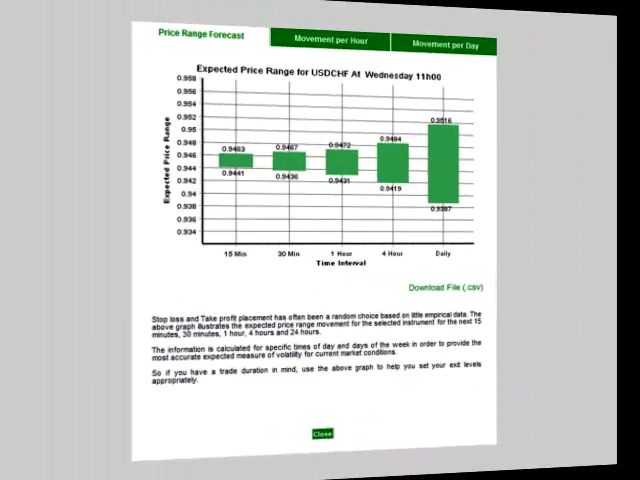 Price Range Forecast
Movement per Hour
Movement per Day
Expected Price Range for USDCHF At Wednesday 11h00
Expected Price Range
0.958
0.956
0.954
0.952
0.95
0.948
0.946
0.944
0.942
0.94
0.938
0.936
0.934
0.9463
0.9441
0.9467
0.9436
0.9472
0.9431
0.9484
0.9419
0.9516
0.9387
15 Min
30 Min
1 Hour
4 Hour
Daily
Time Interval
Download File (.csv)
Stop loss and Take profit placement has often been a random choice based on little empirical data. The
above graph illustrates the expected price range movement for the selected instrument for the next 15
minutes, 30 minutes, 1 hour, 4 hours and 24 hours.
The information is calculated for specific times of day and days of the week in order to provide the
most accurate expected measure of volatility for current market conditions.
So if you have a trade duration in mind, use the above graph to help you set your exit levels
appropriately.
Close